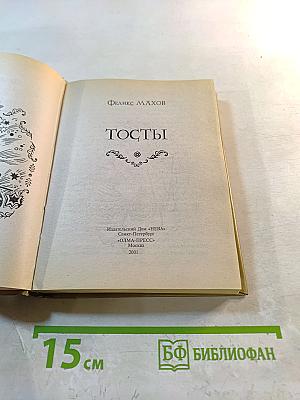 Феликс МАХОВ
ТОСТЫ
Издательский Дом «НЕВА»
Санкт-Петербург
«ОЛМА-ПРЕСС»
Москва
2001
15 см
БФ БИБЛИОФАН